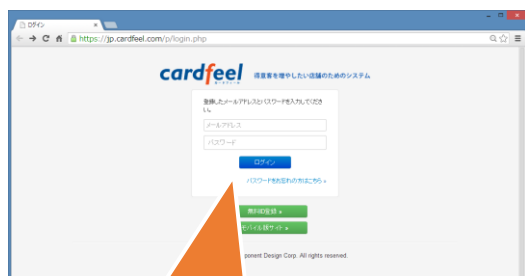 ログイン
https://jp.cardfeel.com/p/login.php
cardfeel 得意客を増やしたい店舗のためのシステム
カードフィール
登録したメールアドレスとパスワードを入力してくださ
い。
メールアドレス
パスワード
ログイン
パスワードをお忘れの方はこちら »
無料ID登録 »
モバイル版サイト »
ponent Design Corp. All rights reserved.